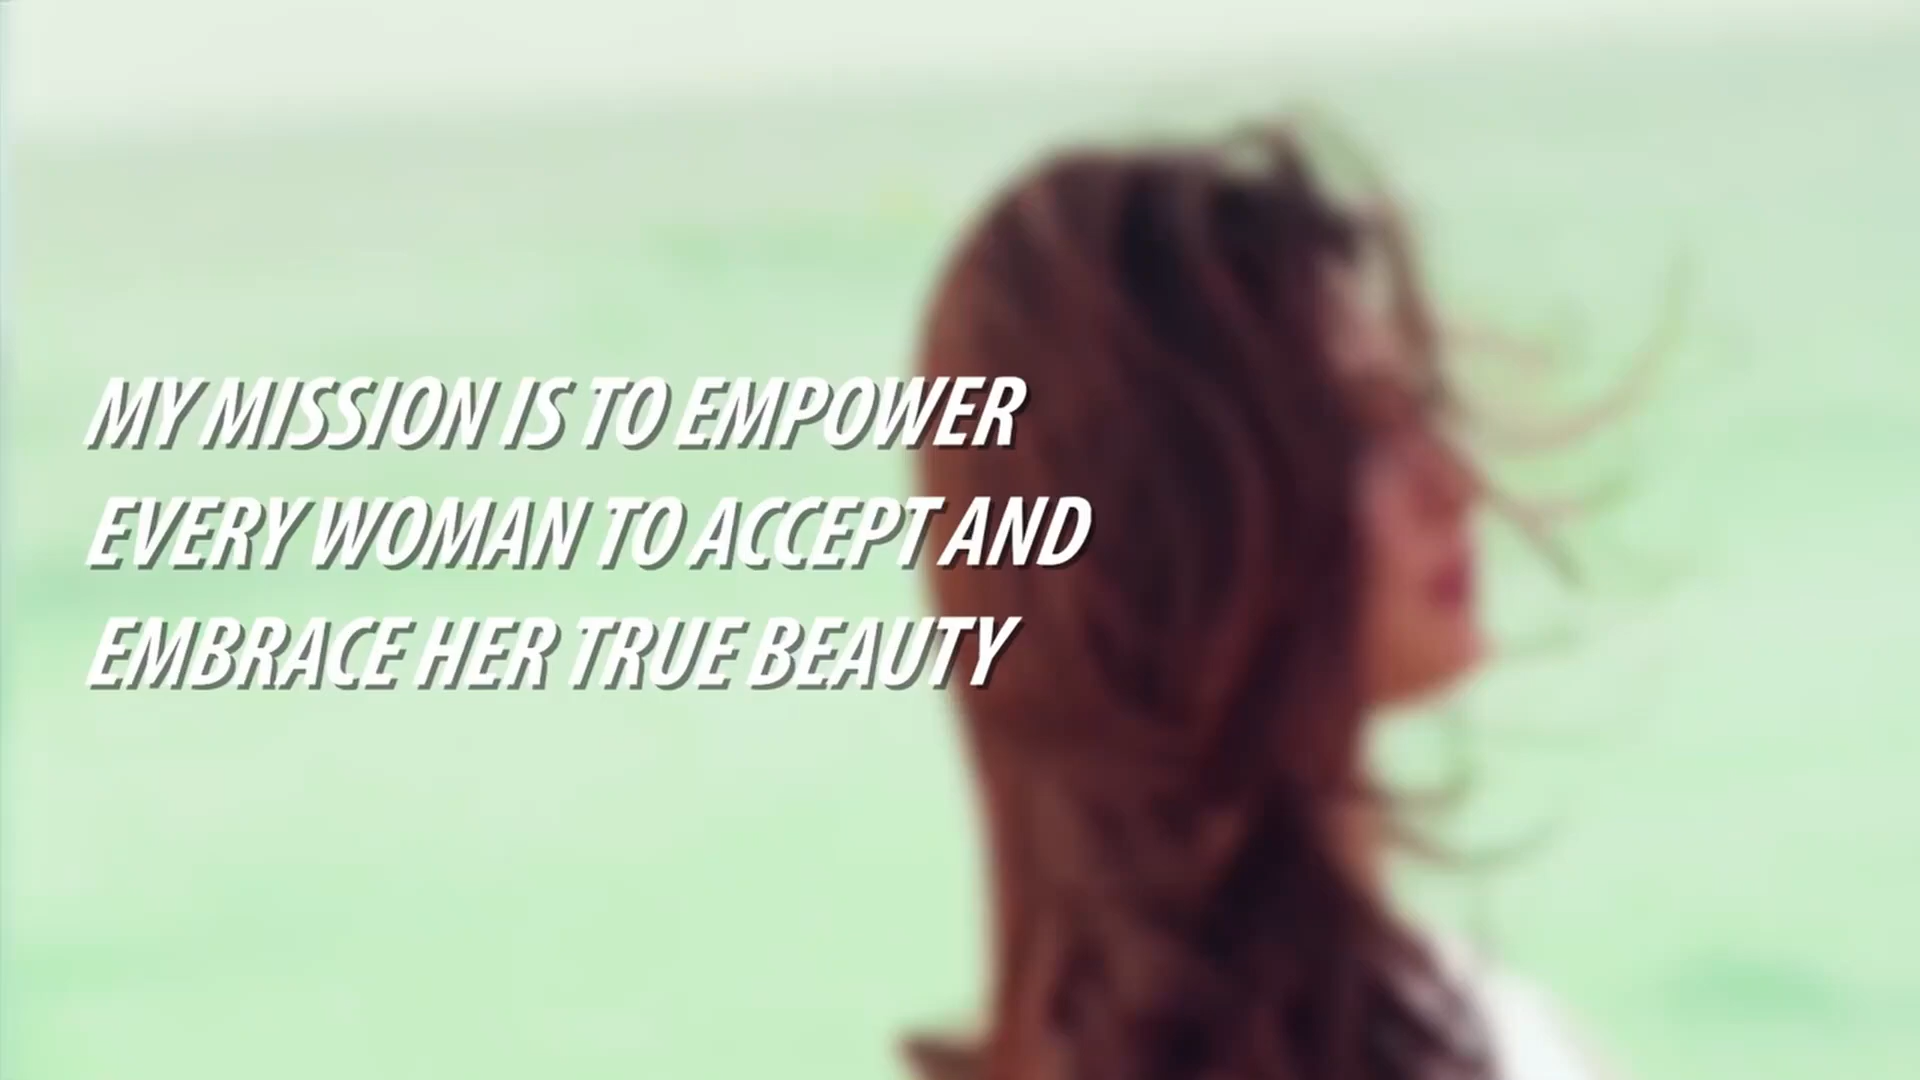 MY MISSION IS TO EMPOWER
EVERY WOMAN TO ACCEPT AND
EMBRACE HER TRUE BEAUTY